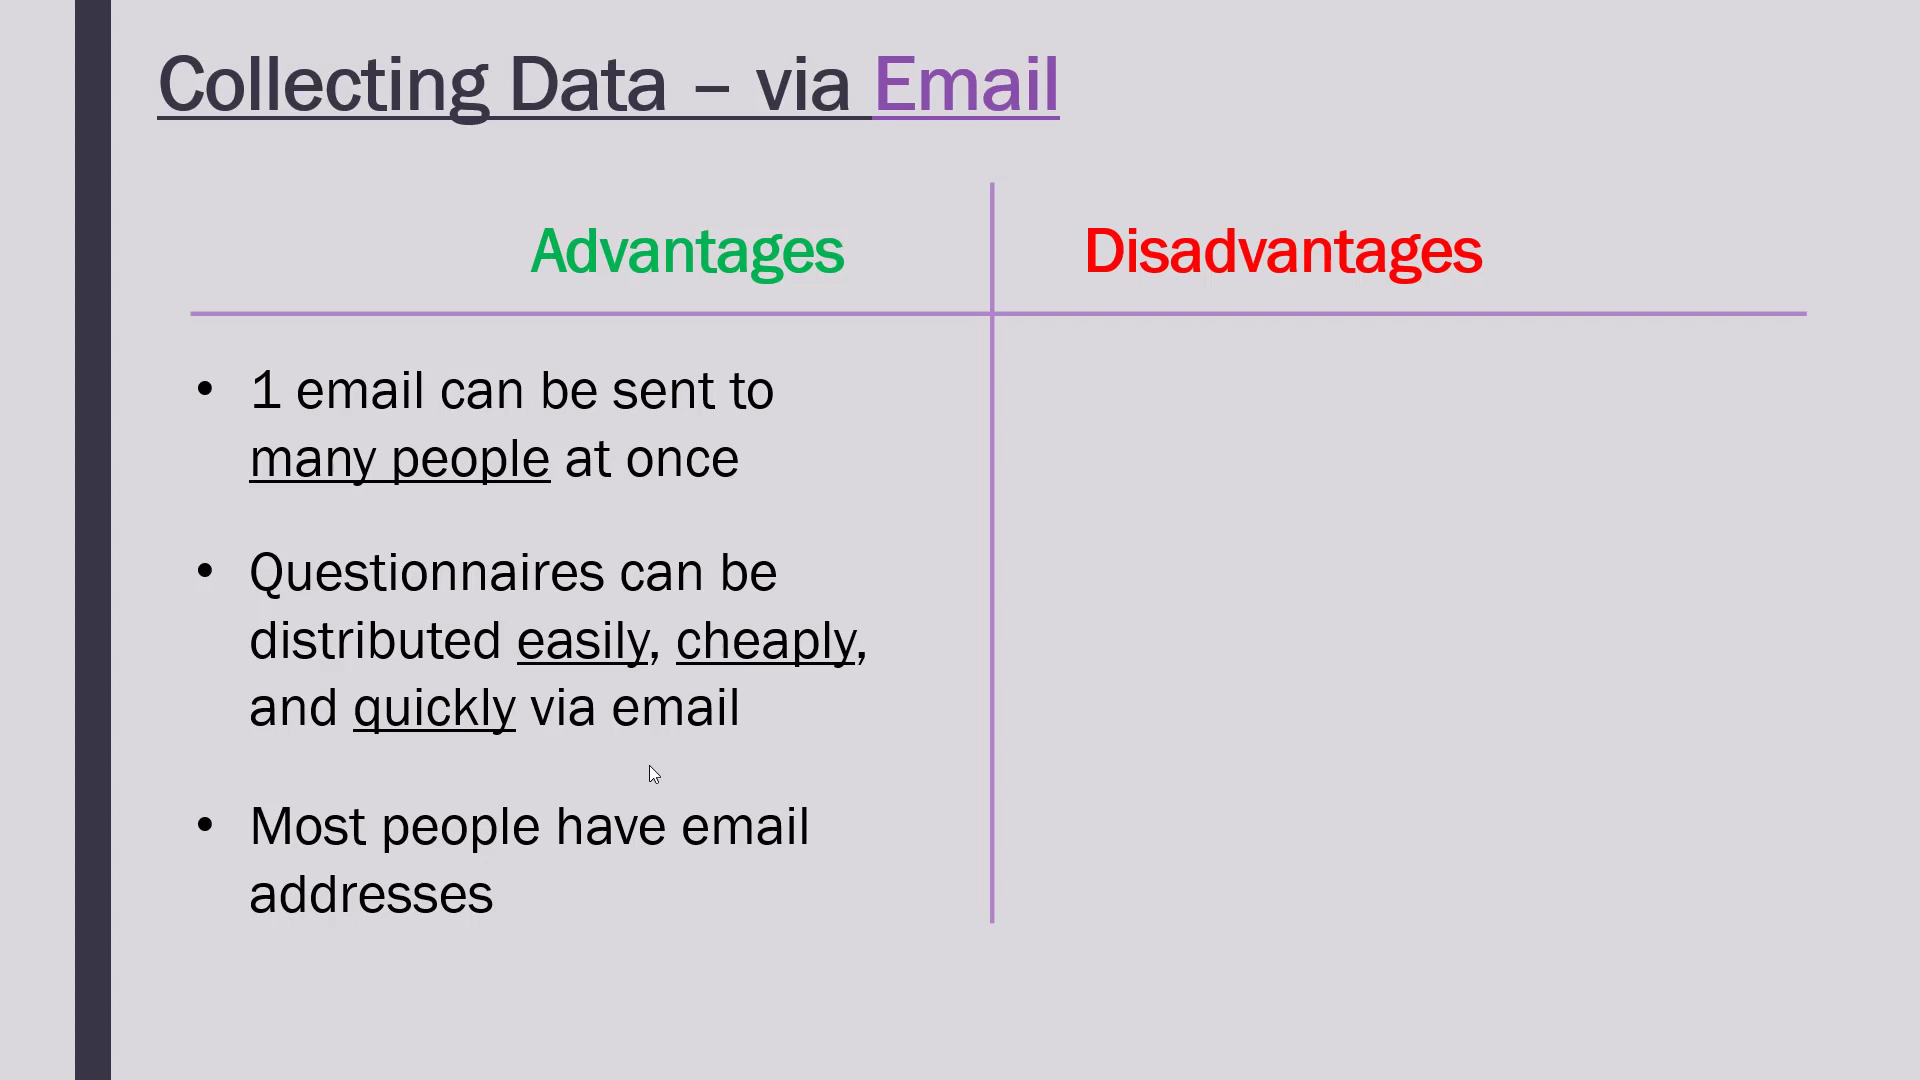 Collecting Data – via Email
Advantages
Disadvantages
• 1 email can be sent to
many people at once
• Questionnaires can be
distributed easily, cheaply,
and quickly via email
• Most people have email
addresses